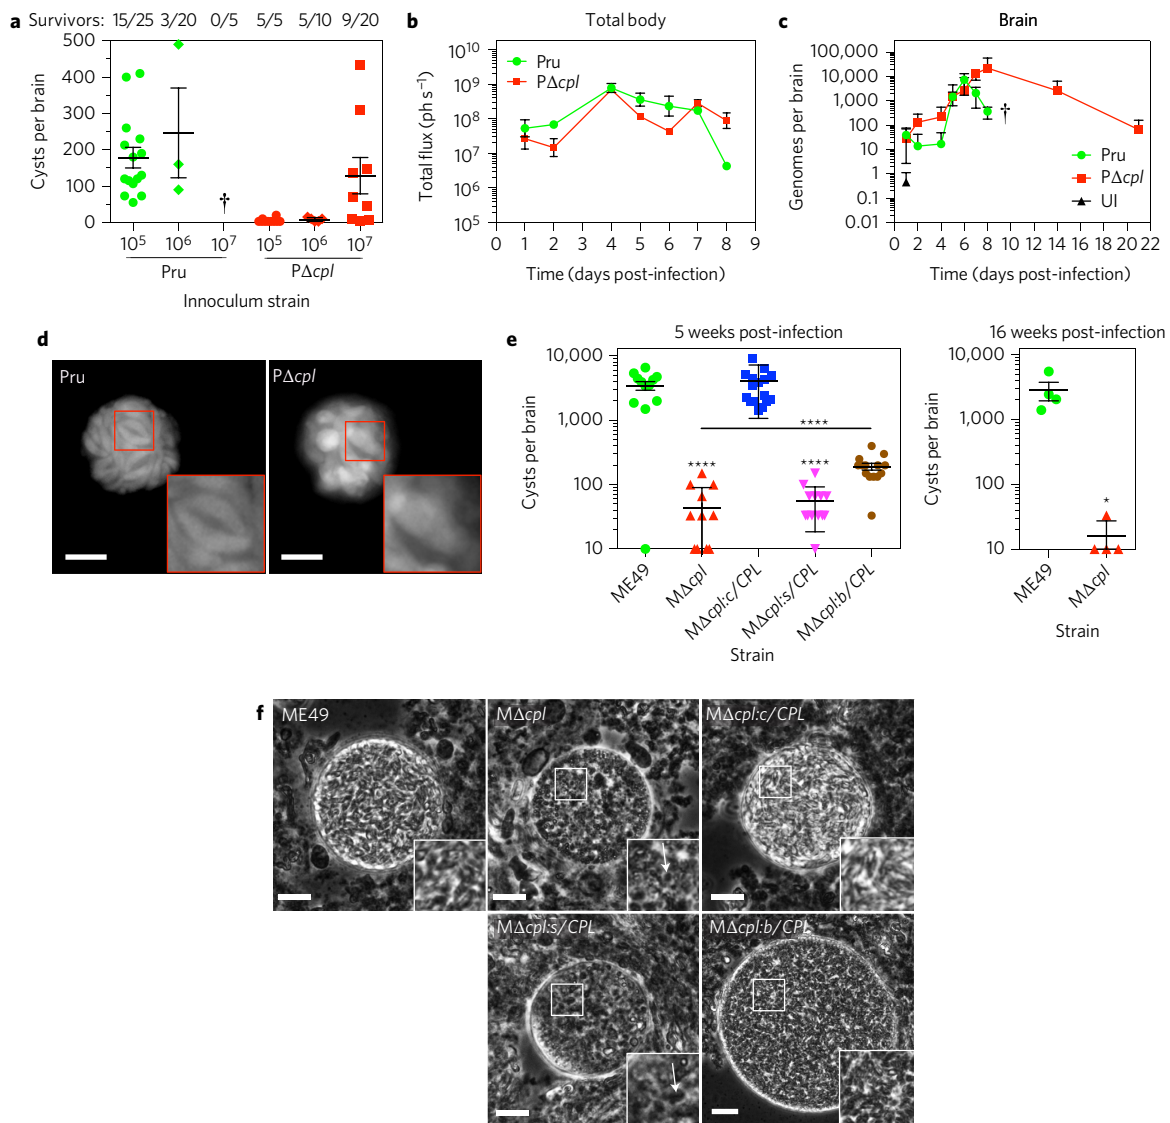 a
Survivors: 15/25 3/20 0/5 5/5 5/10 9/20
500
400
300
200
100
0
Cysts per brain
†
10⁵ 10⁶ 10⁷ 10⁵ 10⁶ 10⁷
Pru PΔcpl
Innoculum strain
b
Total body
10¹⁰
10⁹
10⁸
10⁷
10⁶
10⁵
Total flux (ph s⁻¹)
Pru
PΔcpl
0 1 2 3 4 5 6 7 8 9
Time (days post-infection)
c
Brain
100,000
10,000
1,000
100
10
1
0.1
0.01
Genomes per brain
†
Pru
PΔcpl
UI
0 2 4 6 8 10 12 14 16 18 20 22
Time (days post-infection)
d
Pru
PΔcpl
e
5 weeks post-infection
10,000
1,000
100
10
Cysts per brain
****
****
****
ME49
MΔcpl
MΔcpl:c/CPL
MΔcpl:s/CPL
MΔcpl:b/CPL
Strain
16 weeks post-infection
10,000
1,000
100
10
Cysts per brain
*
ME49
MΔcpl
Strain
f
ME49
MΔcpl
MΔcpl:c/CPL
MΔcpl:s/CPL
MΔcpl:b/CPL